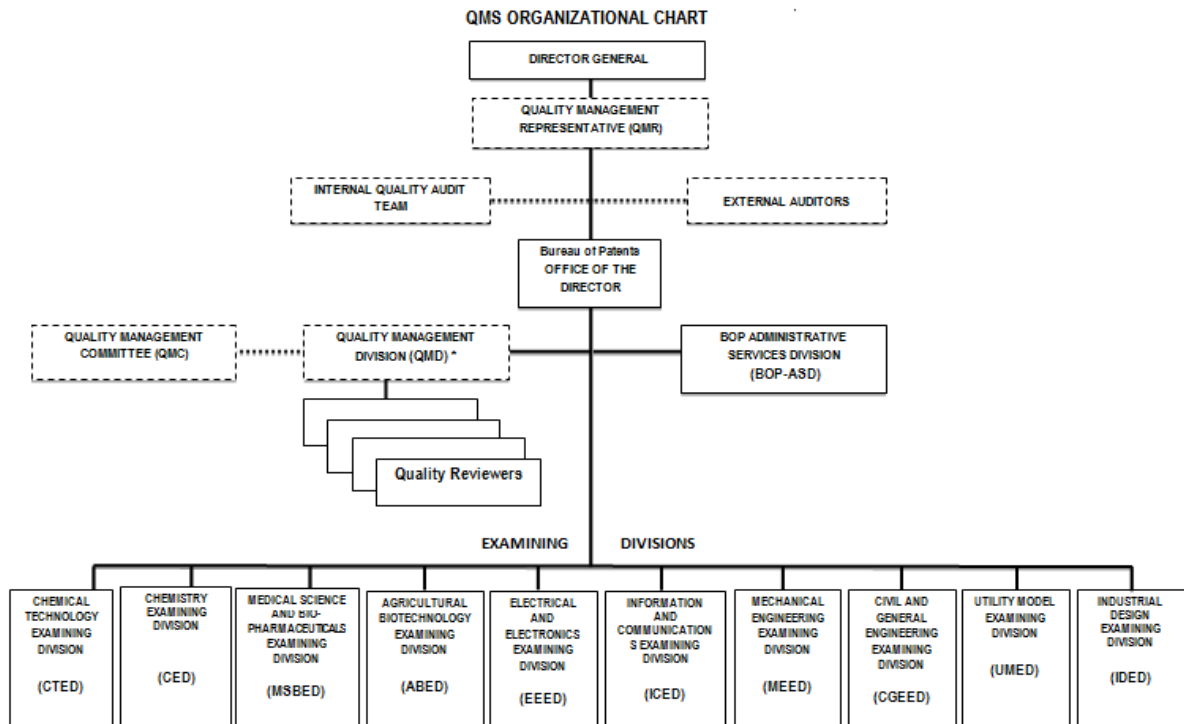 QMS ORGANIZATIONAL CHART
DIRECTOR GENERAL
QUALITY MANAGEMENT
REPRESENTATIVE (QMR)
INTERNAL QUALITY AUDIT
TEAM
EXTERNAL AUDITORS
Bureau of Patents
OFFICE OF THE
DIRECTOR
QUALITY MANAGEMENT
COMMITTEE (QMC)
QUALITY MANAGEMENT
DIVISION (QMD) *
BOP ADMINISTRATIVE
SERVICES DIVISION
(BOP-ASD)
Quality Reviewers
EXAMINING DIVISIONS
CHEMICAL
TECHNOLOGY
EXAMINING
DIVISION
(CTED)
CHEMISTRY
EXAMINING
DIVISION
(CED)
MEDICAL SCIENCE
AND BIO-
PHARMACEUTICALS
EXAMINING
DIVISION
(MSBED)
AGRICULTURAL
BIOTECHNOLOGY
EXAMINING
DIVISION
(ABED)
ELECTRICAL
AND
ELECTRONICS
EXAMINING
DIVISION
(EEED)
INFORMATION
AND
COMMUNICATION
S EXAMINING
DIVISION
(ICED)
MECHANICAL
ENGINEERING
EXAMINING
DIVISION
(MEED)
CIVIL AND
GENERAL
ENGINEERING
EXAMINING
DIVISION
(CGEED)
UTILITY MODEL
EXAMINING
DIVISION
(UMED)
INDUSTRIAL
DESIGN
EXAMINING
DIVISION
(IDED)